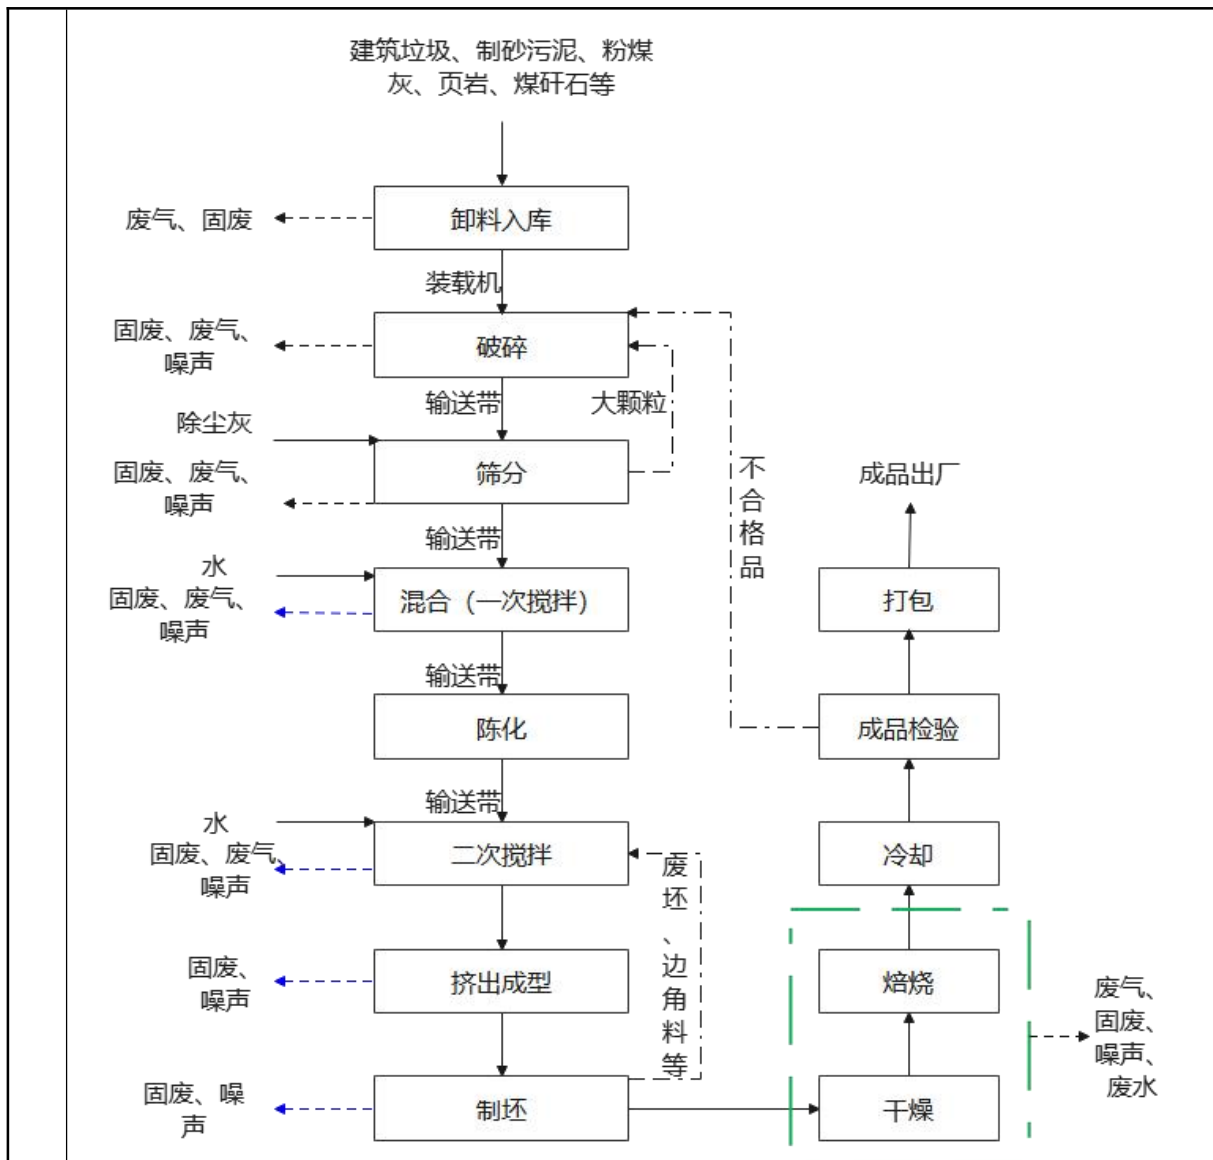 建筑垃圾、制砂污泥、粉煤
灰、页岩、煤矸石等
废气、固废
卸料入库
装载机
固废、废气、
噪声
破碎
输送带
大颗粒
除尘灰
固废、废气、
噪声
筛分
输送带
水
固废、废气、
噪声
混合（一次搅拌）
输送带
陈化
输送带
水
固废、废气、
噪声
二次搅拌
固废、
噪声
挤出成型
废坯、边角料等
固废、噪
声
制坯
不合格品
成品出厂
打包
成品检验
冷却
焙烧
干燥
废气、
固废、
噪声、
废水